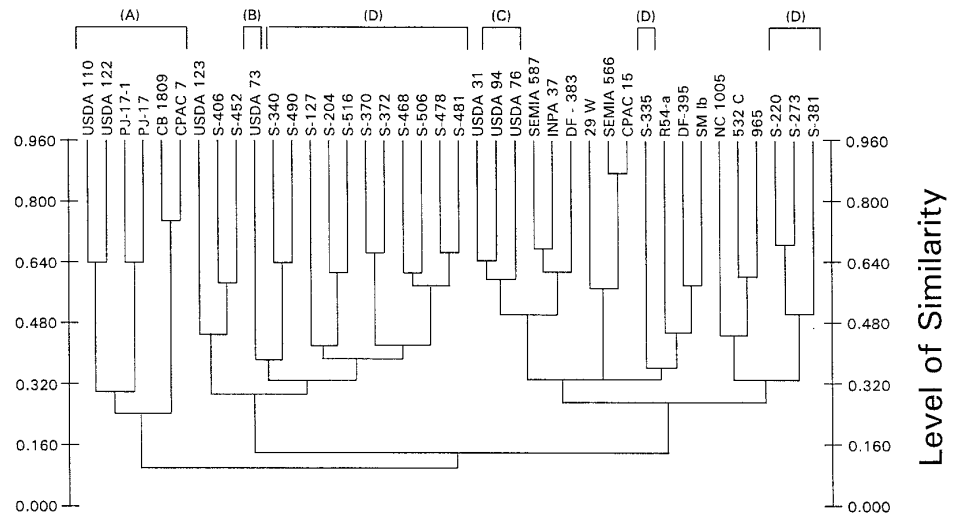 (A) (B) (D) (C) (D) (D)
USDA 110
USDA 122
PJ-17-1
PJ-17
CB 1809
CPAC 7
USDA 123
S-406
S-452
USDA 73
S-340
S-490
S-127
S-204
S-516
S-370
S-372
S-468
S-506
S-478
S-481
USDA 31
USDA 94
USDA 76
SEMIA 587
INPA 37
DF - 383
29 W
SEMIA 566
CPAC 15
S-335
R54-a
DF-395
SM Ib
NC 1005
532 C
965
S-220
S-273
S-381
0.960 0.960
0.800 0.800
0.640 0.640
0.480 0.480
0.320 0.320
0.160 0.160
0.000 0.000
Level of Similarity